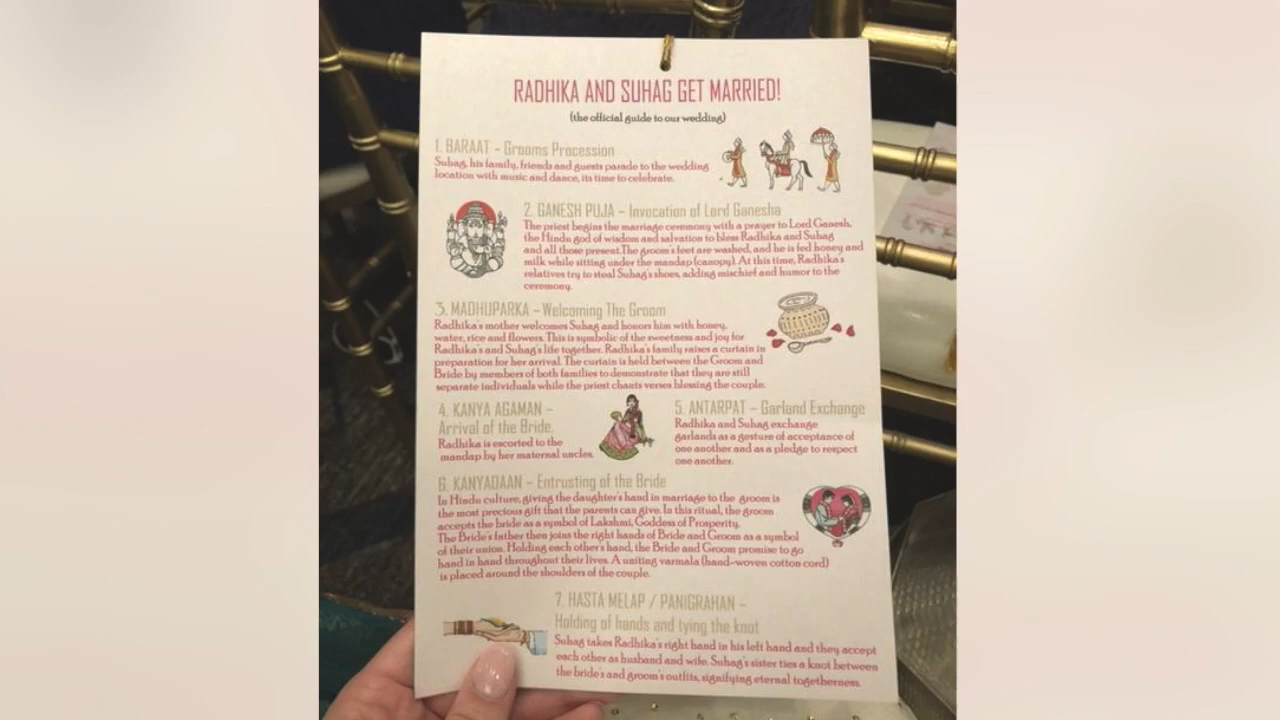 RADHIKA AND SUHAG GET MARRIED!
(the official guide to our wedding)
1. BARAAT – Grooms Procession
Suhag, his family, friends and guests parade to the wedding
location with music and dance, its time to celebrate.
2. GANESH PUJA – Invocation of Lord Ganesha
The priest begins the marriage ceremony with a prayer to Lord Ganesh,
the Hindu god of wisdom and salvation to bless Radhika and Suhag
and all those present.The groom's feet are washed, and he is fed honey and
milk while sitting under the mandap (canopy). At this time, Radhika's
relatives try to steal Suhag's shoes, adding mischief and humor to the
ceremony.
3. MADHUPARKA – Welcoming The Groom
Radhika's mother welcomes Suhag and honors him with honey,
water, rice and flowers. This is symbolic of the sweetness and joy for
Radhika's and Suhag's life together. Radhika's family raises a curtain in
preparation for her arrival. The curtain is held between the Groom and
Bride by members of both families to demonstrate that they are still
separate individuals while the priest chants verses blessing the couple.
4. KANYA AGAMAN –
Arrival of the Bride.
Radhika is escorted to the
mandap by her maternal uncles.
5. ANTARPAT – Garland Exchange
Radhika and Suhag exchange
garlands as a gesture of acceptance of
one another and as a pledge to respect
one another.
6. KANYADAAN – Entrusting of the Bride
In Hindu culture, giving the daughter's hand in marriage to the groom is
the most precious gift that the parents can give. In this ritual, the groom
accepts the bride as a symbol of Lakshmi, Goddess of Prosperity.
The Bride's father then joins the right hands of Bride and Groom as a symbol
of their union. Holding each other's hand, the Bride and Groom promise to go
hand in hand throughout their lives. A uniting varmala (hand-woven cotton cord)
is placed around the shoulders of the couple.
7. HASTA MELAP / PANIGRAHAN –
Holding of hands and tying the knot
Suhag takes Radhika's right hand in his left hand and they accept
each other as husband and wife. Suhag's sister ties a knot between
the bride's and groom's outfits, signifying eternal togetherness.